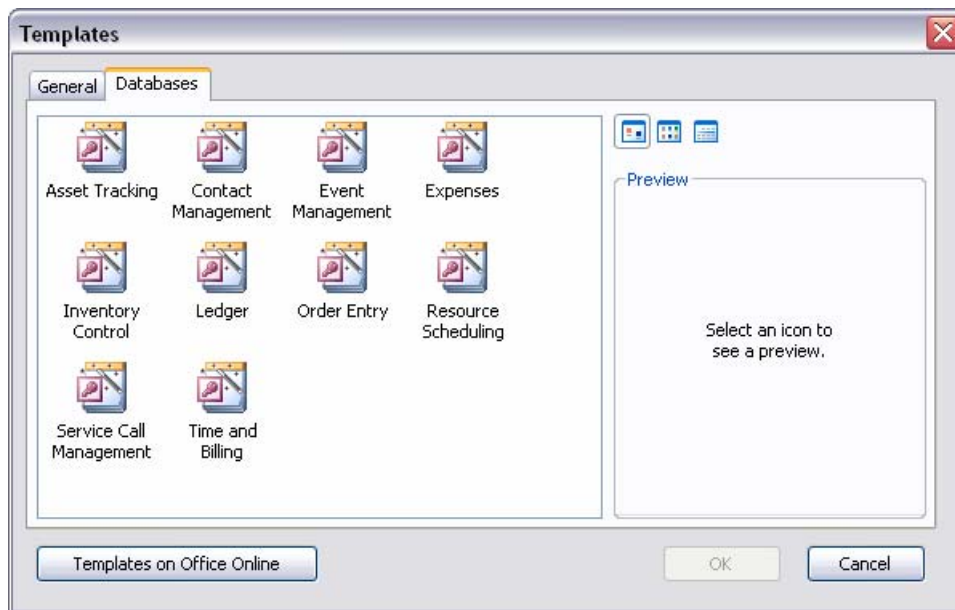 Templates
General
Databases
Asset Tracking
Contact
Management
Event
Management
Expenses
Inventory
Control
Ledger
Order Entry
Resource
Scheduling
Service Call
Management
Time and
Billing
Preview
Select an icon to
see a preview.
Templates on Office Online
OK
Cancel